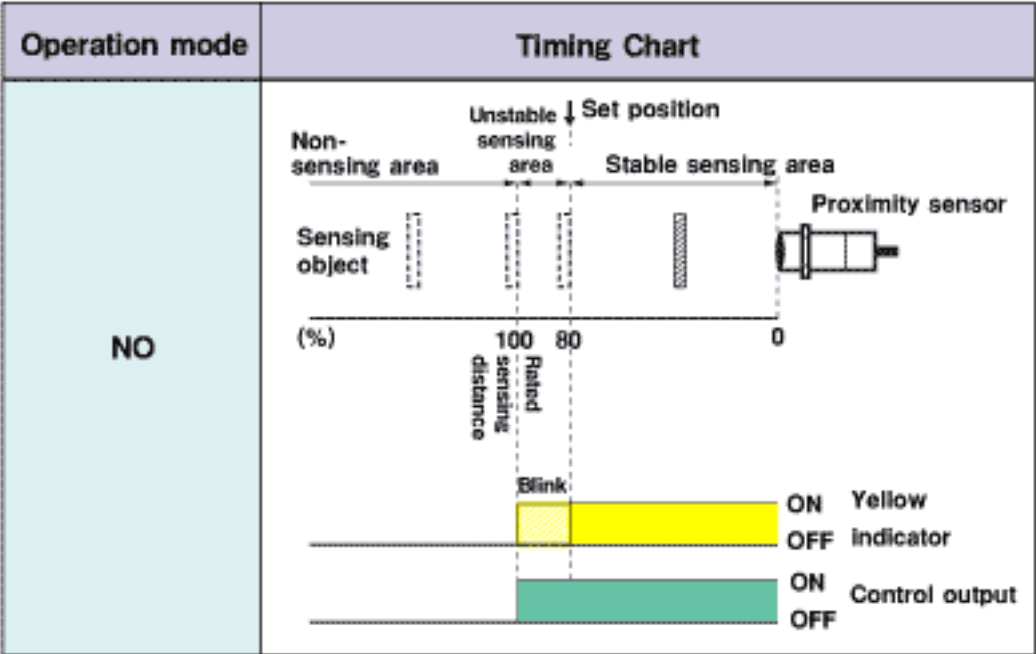 Operation mode
Timing Chart
NO
Unstable
sensing
area
Set position
Non-
sensing area
Stable sensing area
Proximity sensor
Sensing
object
(%)
100
80
0
Rated
sensing
distance
Blink
ON
OFF
Yellow
indicator
ON
OFF
Control output